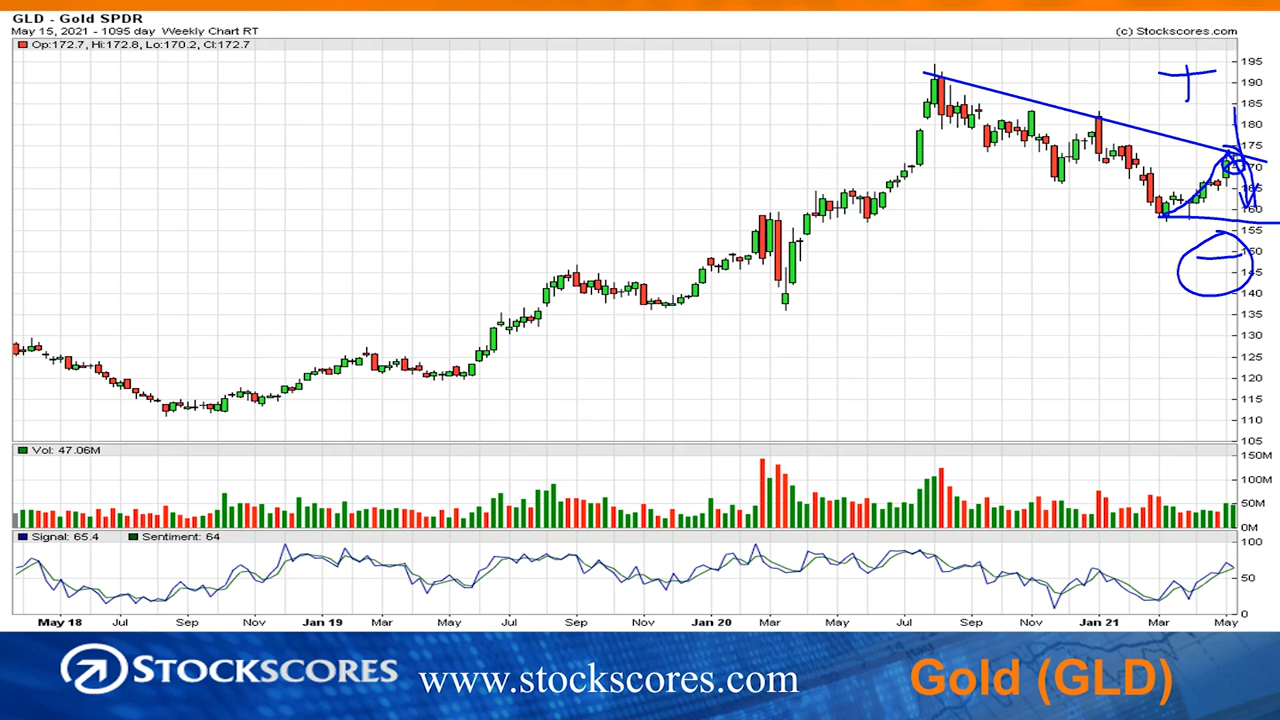 GLD - Gold SPDR
May 15, 2021 - 1095 day  Weekly Chart RT
(c) Stockscores.com
Op:172.7, Hi:172.8, Lo:170.2, Cl:172.7
195
190
185
180
175
170
165
160
155
150
145
140
135
130
125
120
115
110
105
Vol: 47.06M
150M
100M
50M
0M
Signal: 65.4 Sentiment: 64
100
50
0
May 18 Jul Sep Nov Jan 19 Mar May Jul Sep Nov Jan 20 Mar May Jul Sep Nov Jan 21 Mar May
STOCKSCORES www.stockscores.com Gold (GLD)